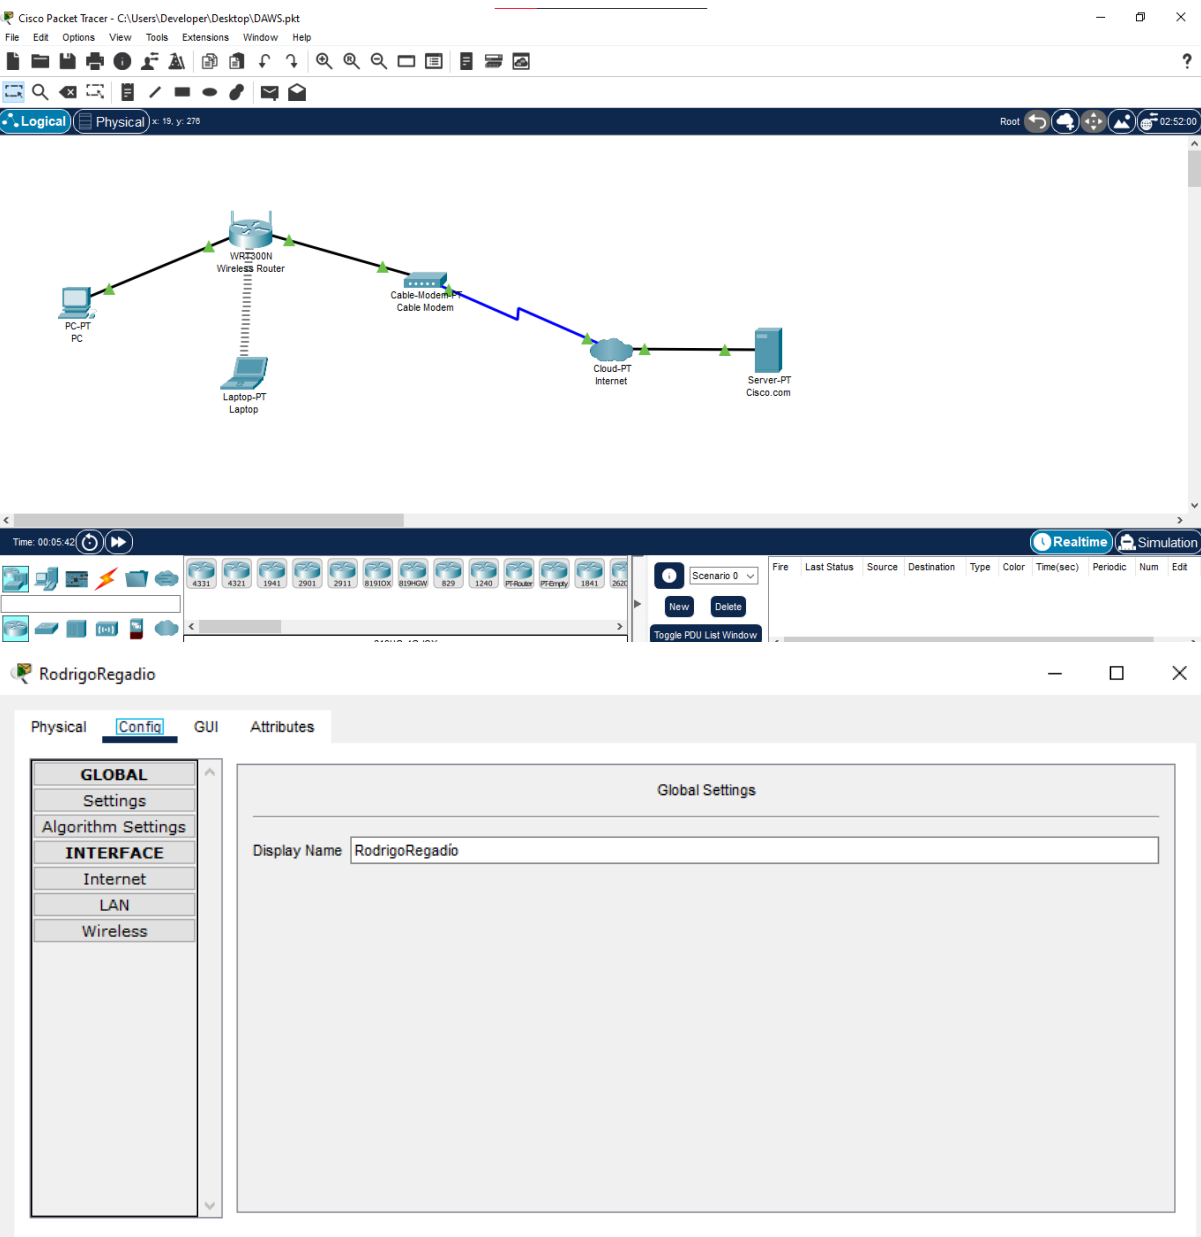 Cisco Packet Tracer - C:\Users\Developer\Desktop\DAWS.pkt
File Edit Options View Tools Extensions Window Help
?
Logical Physical x: 19, y: 278 Root 02:52:00
WRT300N
Wireless Router
Cable-Modem-PT
Cable Modem
PC-PT
PC
Cloud-PT
Internet
Server-PT
Cisco.com
Laptop-PT
Laptop
Time: 00:05:42 Realtime Simulation
4331 4321 1941 2901 2911 819IOX 819HGW 829 1240 PT-Router PT-Empty 1841 2620
Scenario 0
Fire Last Status Source Destination Type Color Time(sec) Periodic Num Edit
New Delete
Toggle PDU List Window
RodrigoRegadio
Physical Config GUI Attributes
GLOBAL
Settings
Algorithm Settings
INTERFACE
Internet
LAN
Wireless
Global Settings
Display Name RodrigoRegadío